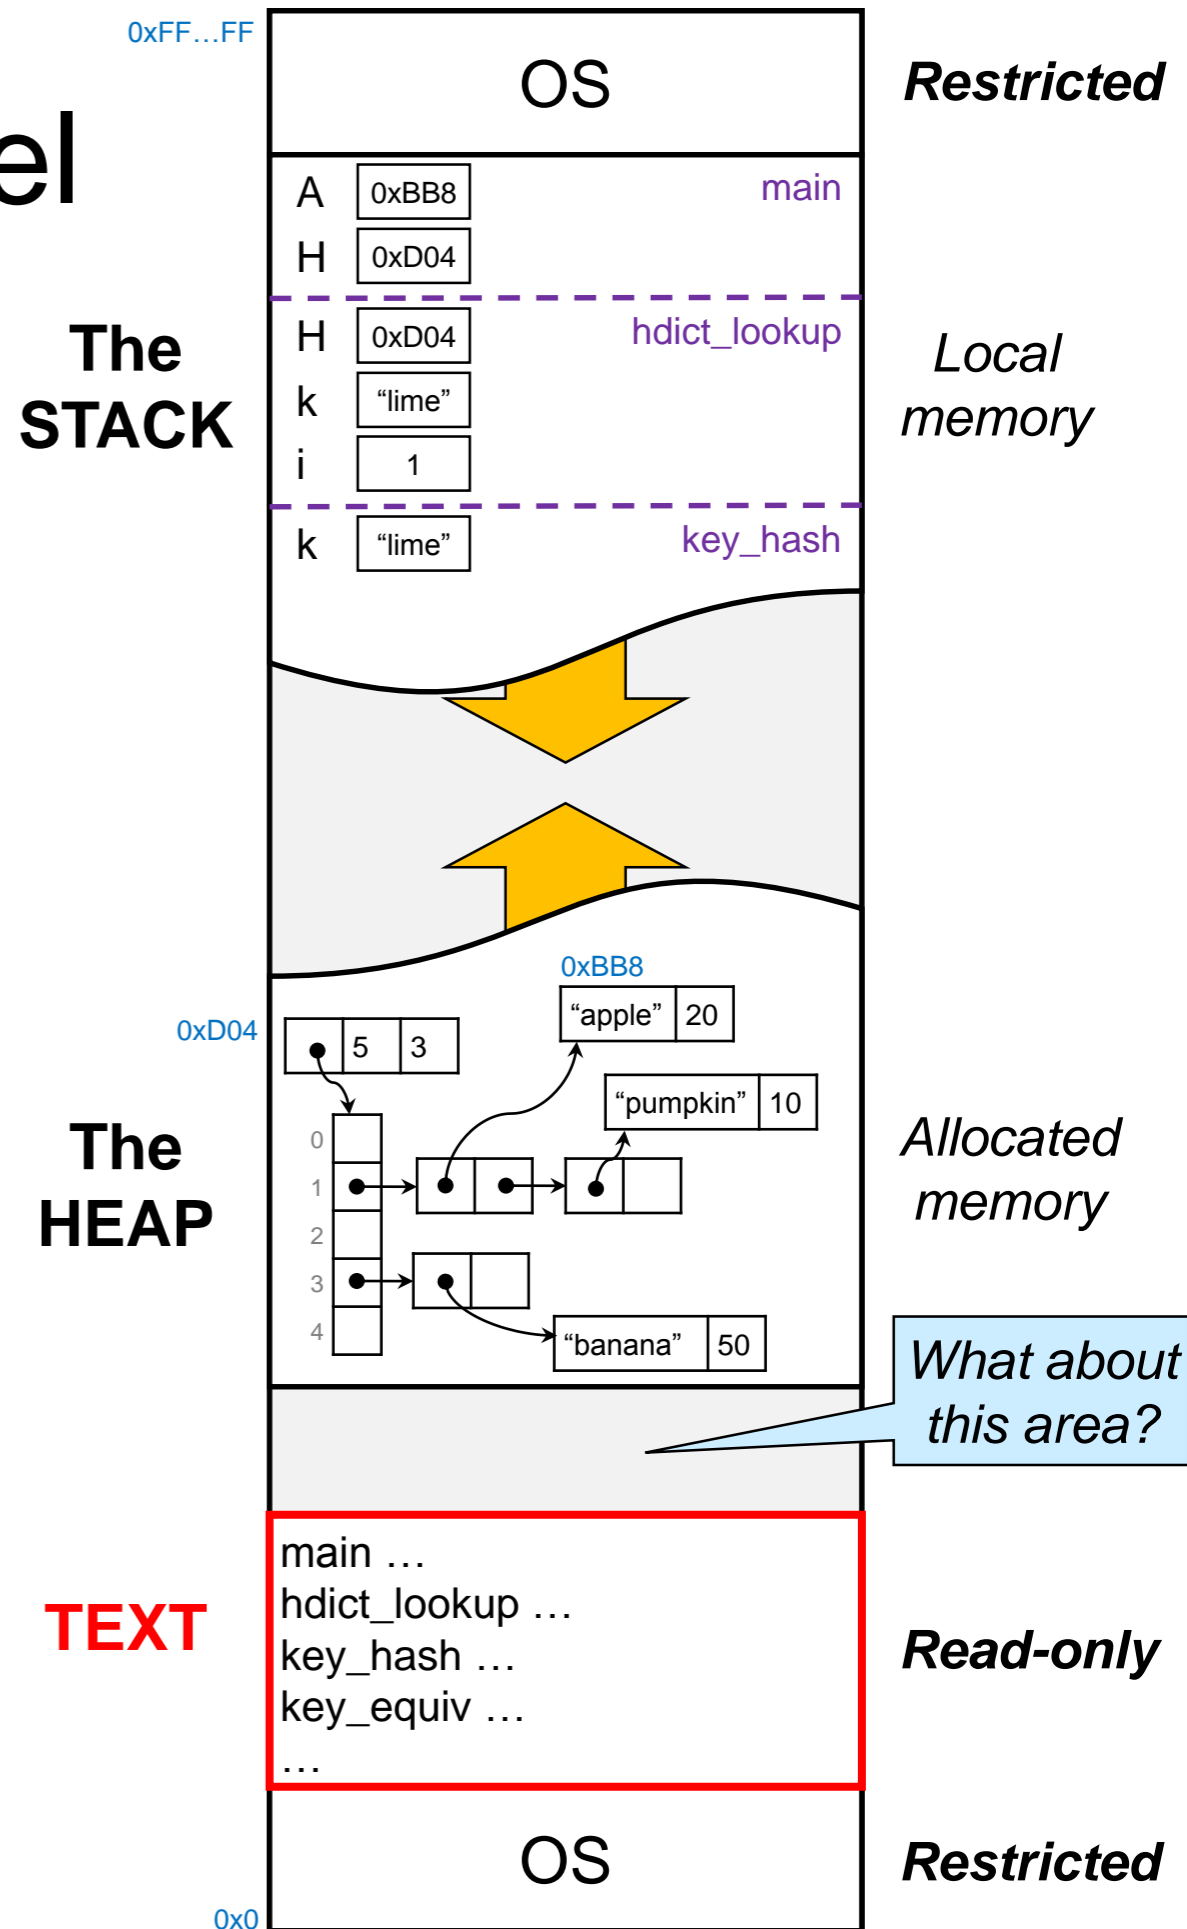 0xFF…FF
OS
Restricted
el
A 0xBB8 main
H 0xD04
The
STACK
H 0xD04 hdict_lookup
k “lime”
i 1
Local
memory
k “lime” key_hash
0xBB8
“apple” 20
0xD04
5 3
“pumpkin” 10
The
HEAP
0
1
2
3
4
“banana” 50
Allocated
memory
What about
this area?
TEXT
main …
hdict_lookup …
key_hash …
key_equiv …
…
Read-only
OS
Restricted
0x0